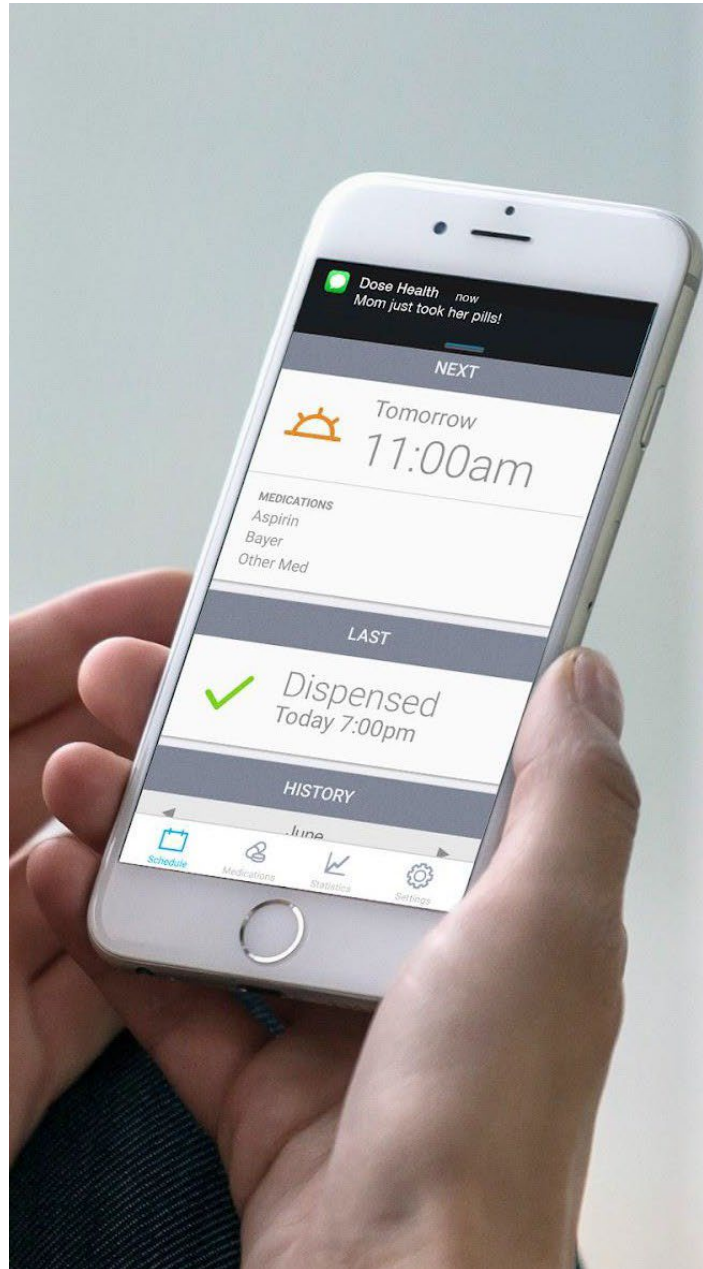 Dose Health now
Mom just took her pills!
NEXT
Tomorrow
11:00am
MEDICATIONS
Aspirin
Bayer
Other Med
LAST
Dispensed
Today 7:00pm
HISTORY
June
Schedule
Medications
Statistics
Settings